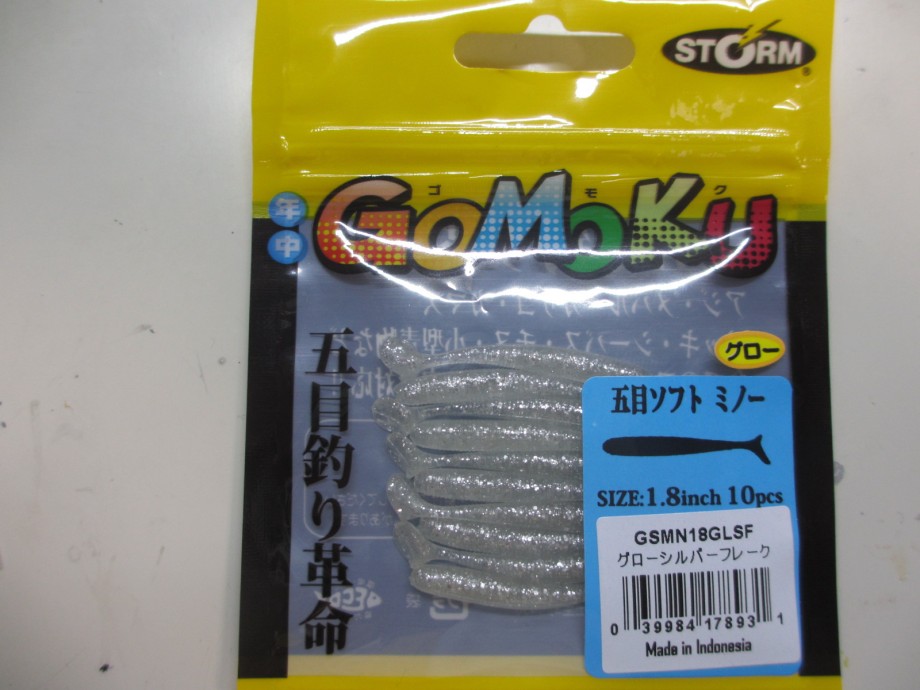 STORM
®
ゴ モ ク
GOMOKU
年中
五目釣り革命
グロー
五目ソフト ミノー
SIZE:1.8inch 10pcs
GSMN18GLSF
グローシルバーフレーク
0 39984 17893 1
Made in Indonesia
ECO